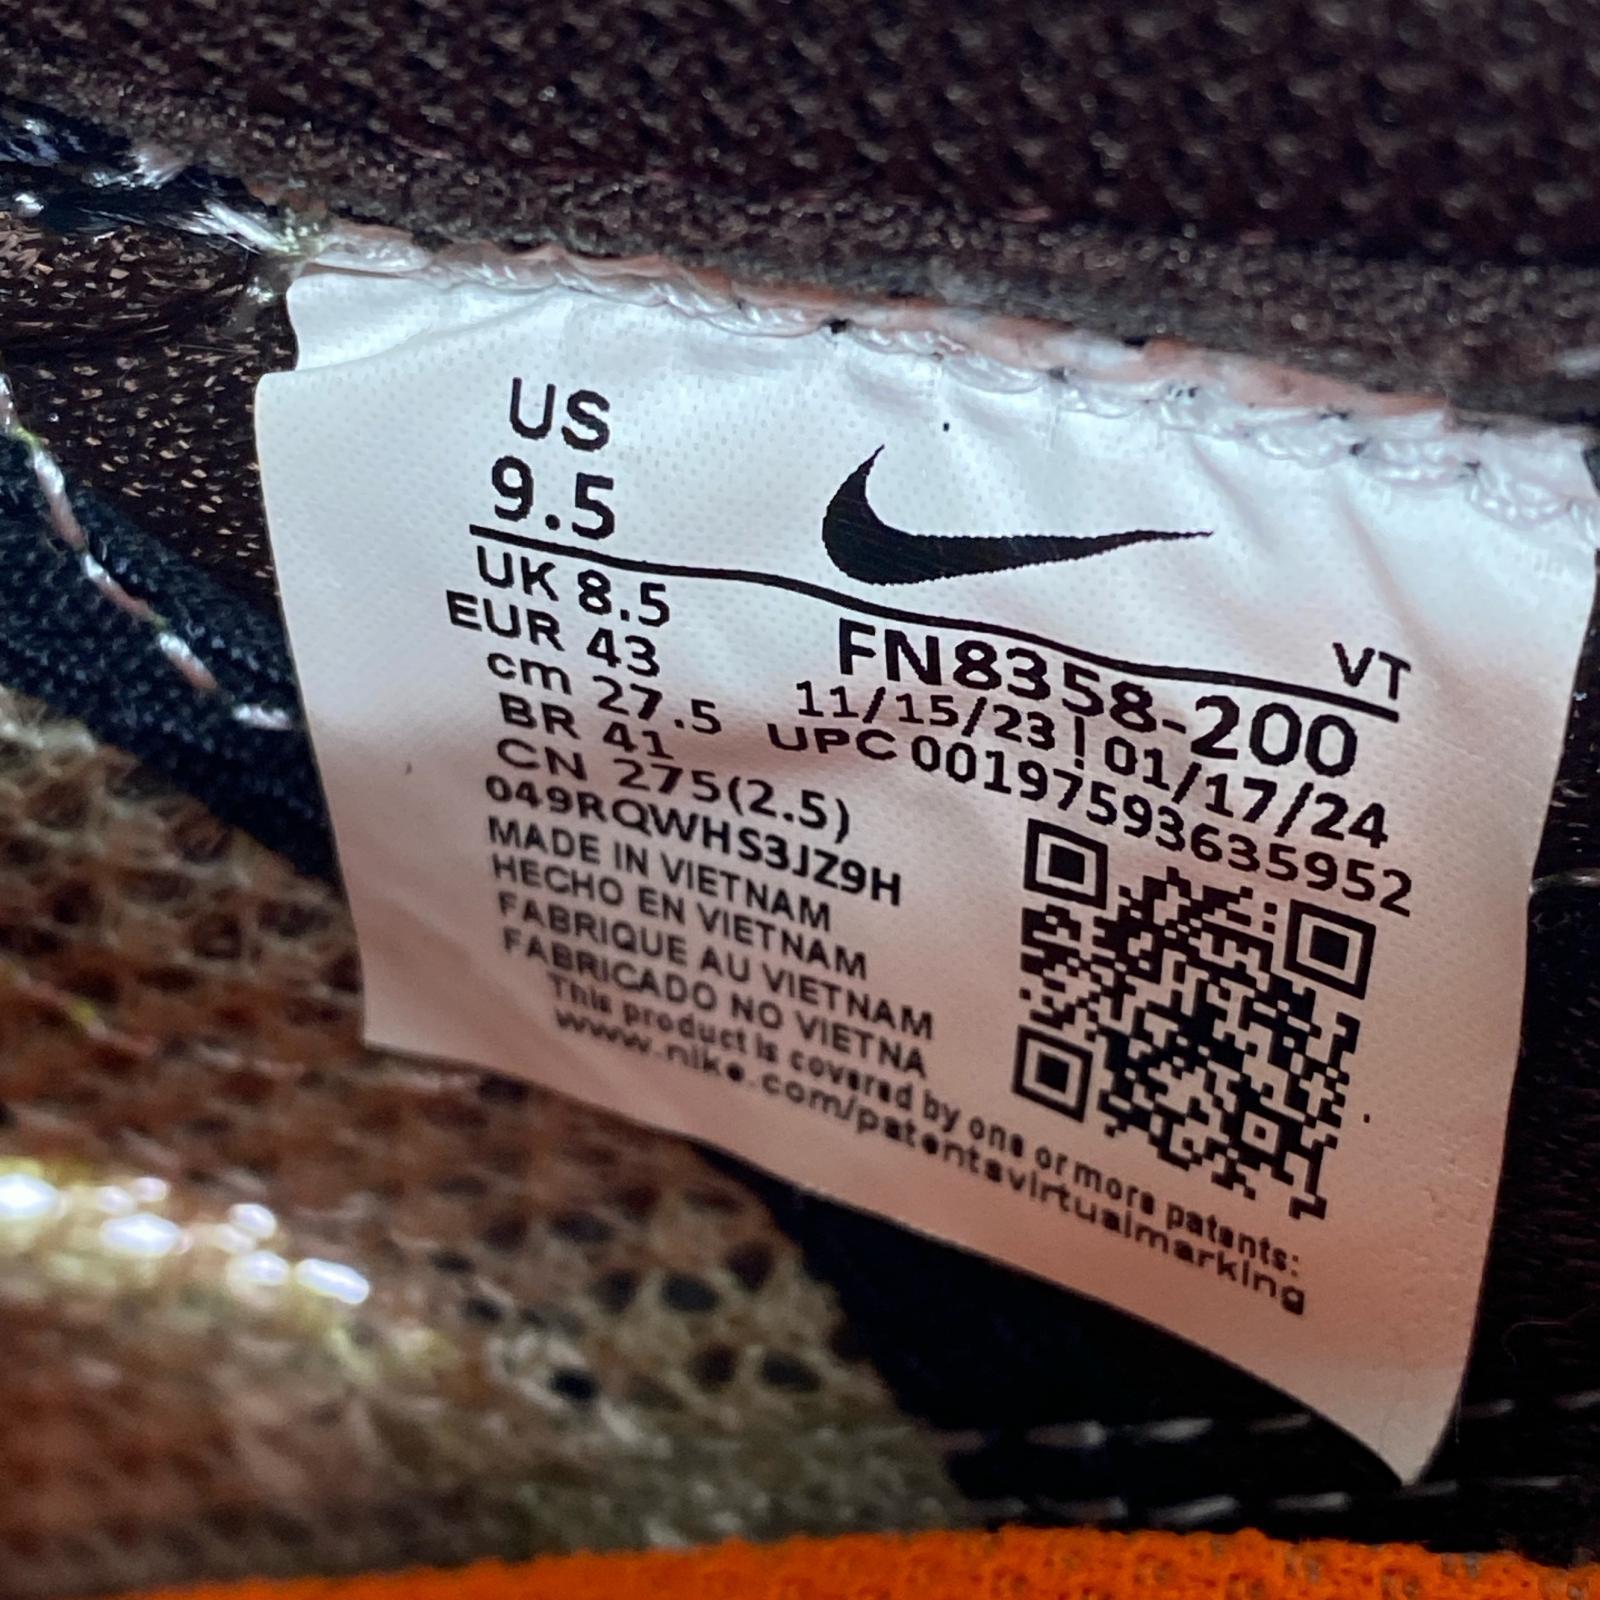 US
9.5
UK 8.5
EUR 43
cm 27.5
BR 41
CN 275(2.5)
049RQWHS3JZ9H
MADE IN VIETNAM
HECHO EN VIETNAM
FABRIQUE AU VIETNAM
FABRICADO NO VIETNA
VT
FN8358-200
11/15/23 ! 01/17/24
UPC 00197593635952
This product is covered by one or more patents:
www.nike.com/patentsvirtualmarking